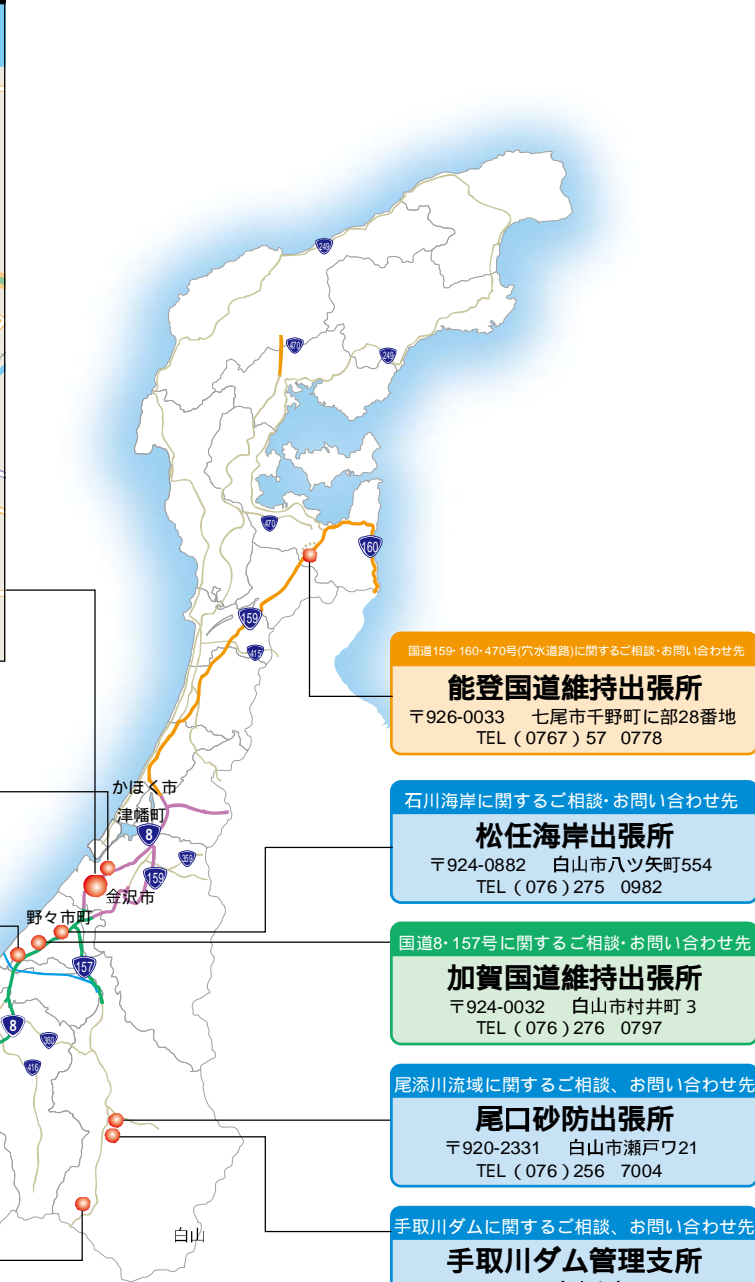 249
470
249
470
160
159
415
国道159・160・470号(穴水道路)に関するご相談・お問い合わせ先
能登国道維持出張所
〒926-0033 七尾市千野町に部28番地
TEL（0767）57 0778
かほく市
津幡町
8
359
159
金沢市
野々市町
157
8
360
416
白山
石川海岸に関するご相談・お問い合わせ先
松任海岸出張所
〒924-0882 白山市八ツ矢町554
TEL（076）275 0982
国道8・157号に関するご相談・お問い合わせ先
加賀国道維持出張所
〒924-0032 白山市村井町３
TEL（076）276 0797
尾添川流域に関するご相談、お問い合わせ先
尾口砂防出張所
〒920-2331 白山市瀬戸ワ21
TEL（076）256 7004
手取川ダムに関するご相談、お問い合わせ先
手取川ダム管理支所